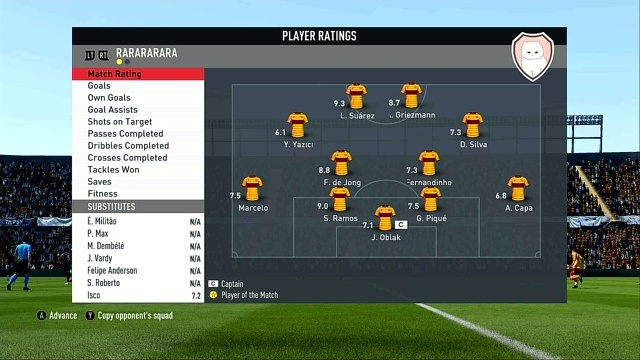 PLAYER RATINGS
LT RT RARARARARA
Match Rating
Goals
Own Goals
Goal Assists
Shots on Target
Passes Completed
Dribbles Completed
Crosses Completed
Tackles Won
Saves
Fitness
SUBSTITUTES
É. Militão N/A
P. Max N/A
M. Dembélé N/A
J. Vardy N/A
Felipe Anderson N/A
S. Roberto N/A
Isco 7.2
9.3 L. Suárez
8.7 Griezmann
6.1 Y. Yazici
7.3 D. Silva
8.8 F. de Jong
7.3 Fernandinho
7.5 Marcelo
9.0 S. Ramos
7.5 G. Piqué
6.8 A. Capa
7.1 C
J. Oblak
C Captain
Player of the Match
A Advance Y Copy opponent's squad